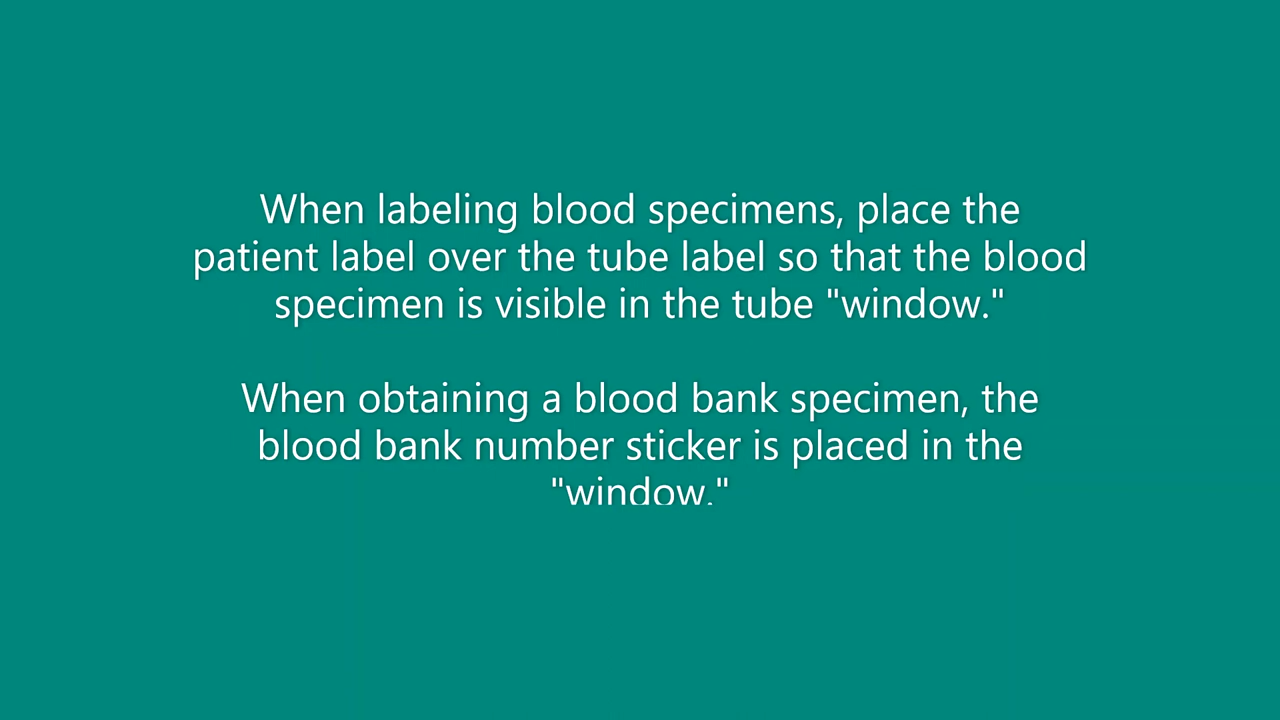 When labeling blood specimens, place the
patient label over the tube label so that the blood
specimen is visible in the tube "window."
When obtaining a blood bank specimen, the
blood bank number sticker is placed in the
"window."